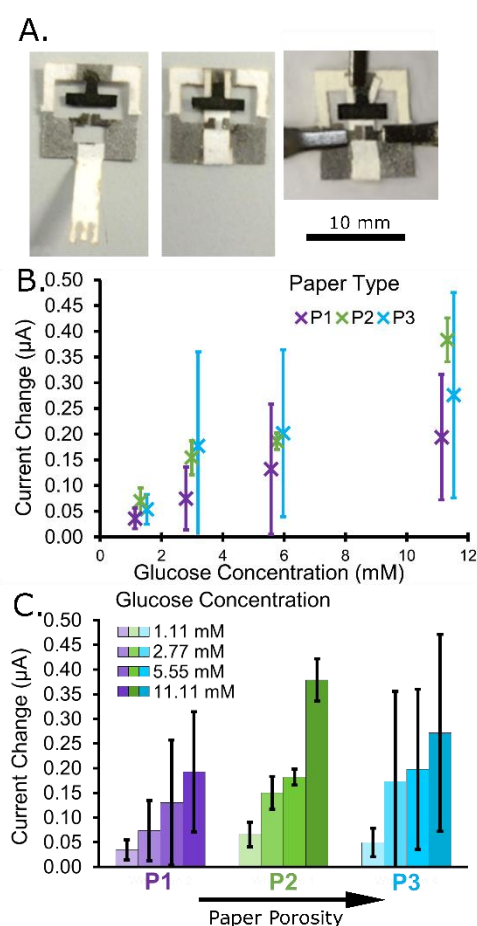 A.
10 mm
B.
Paper Type
P1 P2 P3
0.50
0.45
0.40
0.35
0.30
0.25
0.20
0.15
0.10
0.05
0.00
Current Change (μA)
0 2 4 6 8 10 12
Glucose Concentration (mM)
C.
Glucose Concentration
1.11 mM
2.77 mM
5.55 mM
11.11 mM
0.50
0.45
0.40
0.35
0.30
0.25
0.20
0.15
0.10
0.05
0.00
Current Change (μA)
P1 P2 P3
Paper Porosity